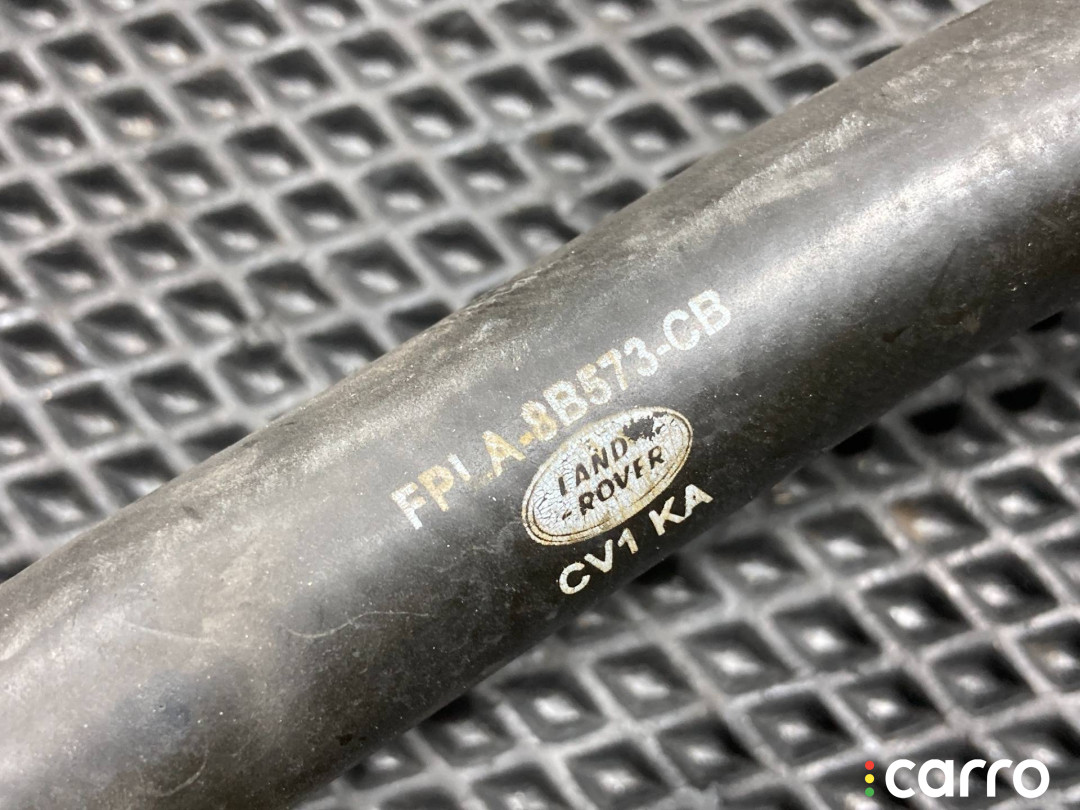 FPLA-8B573-CB
LAND-
-ROVER
CV1 KA
carro